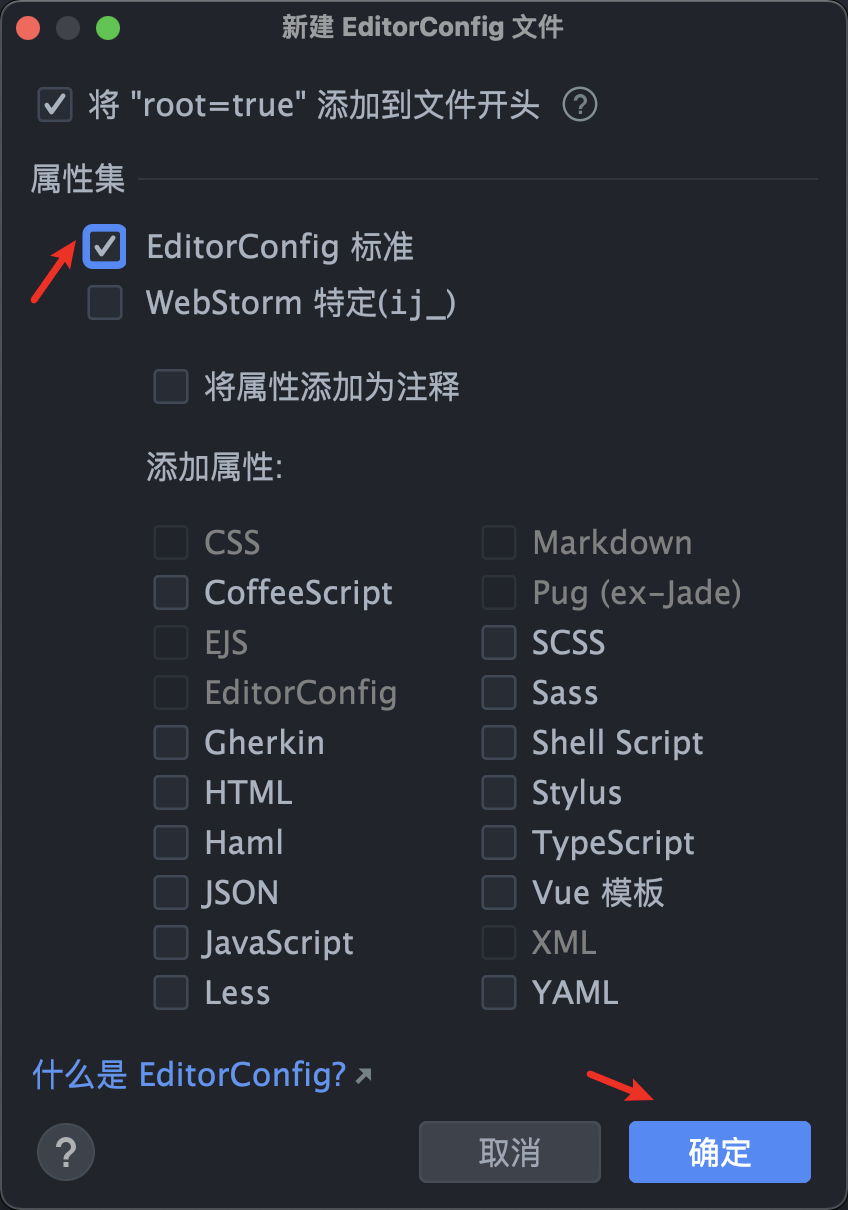 新建 EditorConfig 文件
将 "root=true" 添加到文件开头 ?
属性集
EditorConfig 标准
WebStorm 特定(ij_)
将属性添加为注释
添加属性:
CSS
CoffeeScript
EJS
EditorConfig
Gherkin
HTML
Haml
JSON
JavaScript
Less
Markdown
Pug (ex-Jade)
SCSS
Sass
Shell Script
Stylus
TypeScript
Vue 模板
XML
YAML
什么是 EditorConfig?
?
取消
确定